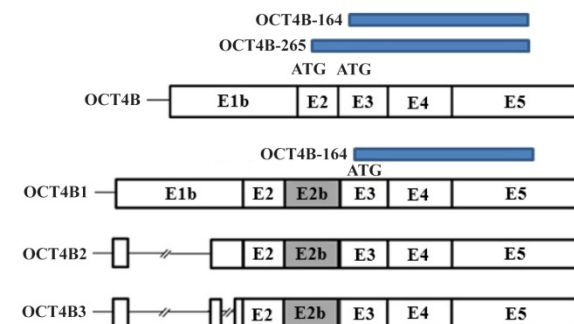 OCT4B-164
OCT4B-265
ATG ATG
OCT4B E1b E2 E3 E4 E5
OCT4B-164
ATG
OCT4B1 E1b E2 E2b E3 E4 E5
OCT4B2 E2 E2b E3 E4 E5
OCT4B3 E2 E2b E3 E4 E5